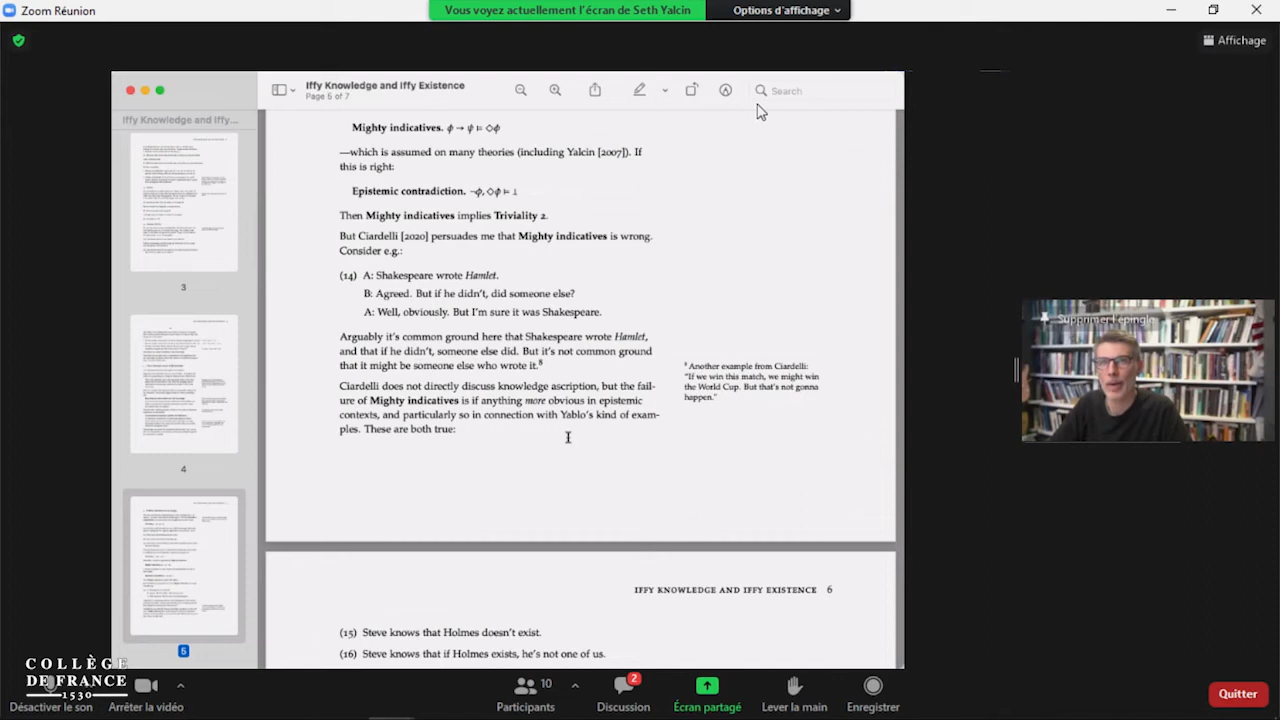 Zoom Réunion
Vous voyez actuellement l'écran de Seth Yalcin
Options d'affichage
Affichage
Iffy Knowledge and Iffy Existence
Page 5 of 7
Search
Iffy Knowledge and Iffy...
3
4
5
Mighty indicatives. ϕ → ψ ⊨ ◇ϕ
—which is assumed on many theories (including Yalcin [2007]). If
this is right:
Epistemic contradiction. ¬ϕ, ◇ϕ ⊨ ⊥
Then Mighty indicatives implies Triviality 2.
But Ciardelli [2020] persuades me that Mighty indicatives is wrong.
Consider e.g.:
(14) A: Shakespeare wrote Hamlet.
B: Agreed. But if he didn't, did someone else?
A: Well, obviously. But I'm sure it was Shakespeare.
Arguably it's common ground here that Shakespeare wrote Hamlet,
and that if he didn't, someone else did. But it's not common ground
that it might be someone else who wrote it.8
Ciardelli does not directly discuss knowledge ascription, but the fail-
ure of Mighty indicatives is if anything more obvious in epistemic
contexts, and particularly so in connection with Yablo's kind of exam-
ples. These are both true:
8 Another example from Ciardelli:
"If we win this match, we might win
the World Cup. But that's not gonna
happen."
IFFY KNOWLEDGE AND IFFY EXISTENCE 6
(15) Steve knows that Holmes doesn't exist.
(16) Steve knows that if Holmes exists, he's not one of us.
Supprimer l'épingle
COLLÈGE
DE FRANCE
1530
Désactiver le son
Arrêter la vidéo
10
Participants
2
Discussion
Écran partagé
Lever la main
Enregistrer
Quitter